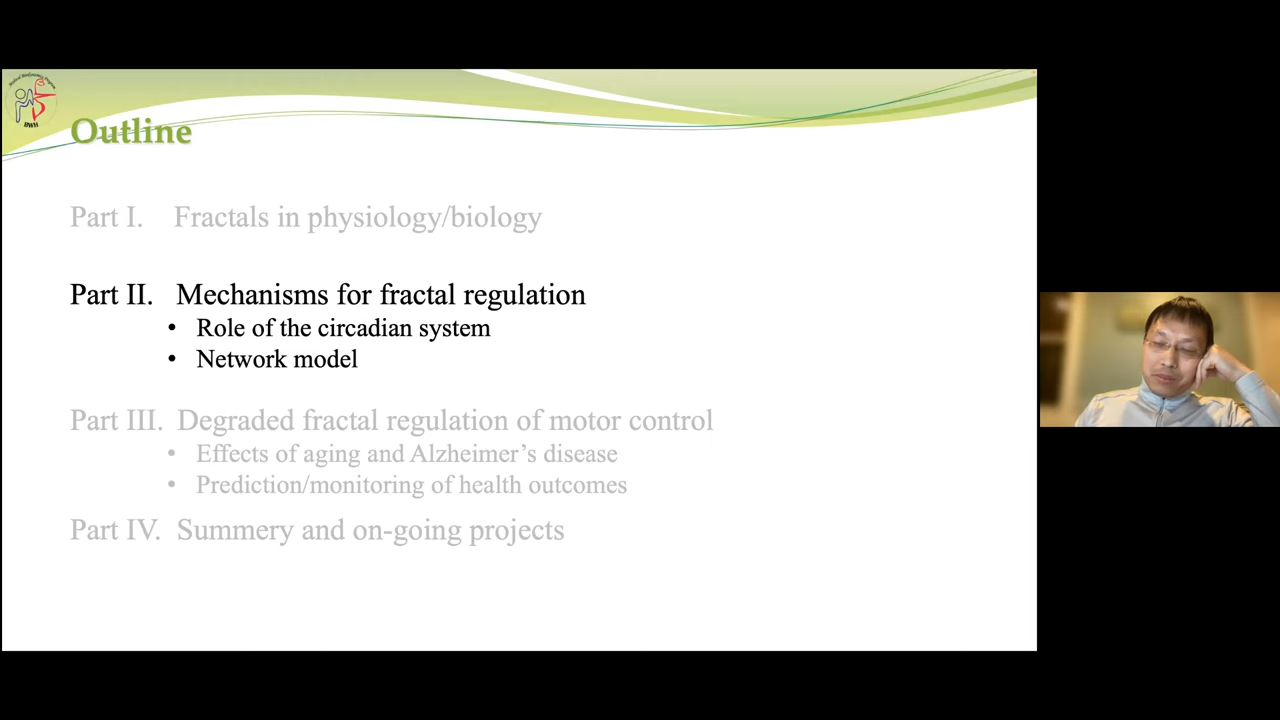 BWH
Outline
Part I. Fractals in physiology/biology
Part II. Mechanisms for fractal regulation
• Role of the circadian system
• Network model
Part III. Degraded fractal regulation of motor control
• Effects of aging and Alzheimer's disease
• Prediction/monitoring of health outcomes
Part IV. Summery and on-going projects